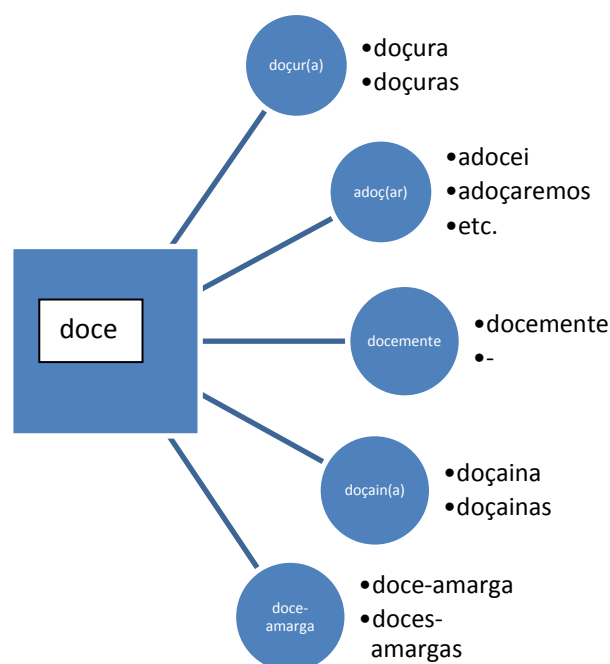 doçur(a)
•doçura
•doçuras
adoç(ar)
•adocei
•adoçaremos
•etc.
doce
docemente
•docemente
•-
doçain(a)
•doçaina
•doçainas
doce-
amarga
•doce-amarga
•doces-
amargas